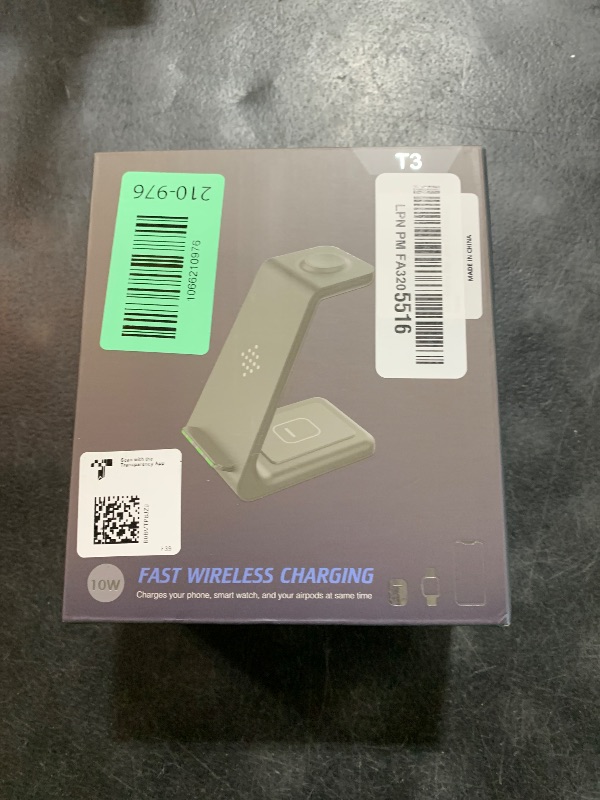 T3
210-976
1066210976
LPN PM FA3205516
MADE IN CHINA
Scan with the
Transparency App
10W
FAST WIRELESS CHARGING
Charges your phone, smart watch, and your airpods at same time